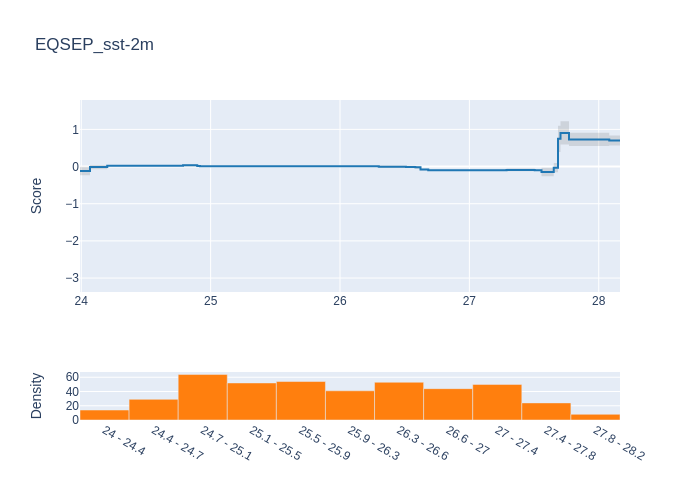 EQSEP_sst-2m
Score
1
0
−1
−2
−3
24
25
26
27
28
Density
60
40
20
0
24 - 24.4
24.4 - 24.7
24.7 - 25.1
25.1 - 25.5
25.5 - 25.9
25.9 - 26.3
26.3 - 26.6
26.6 - 27
27 - 27.4
27.4 - 27.8
27.8 - 28.2